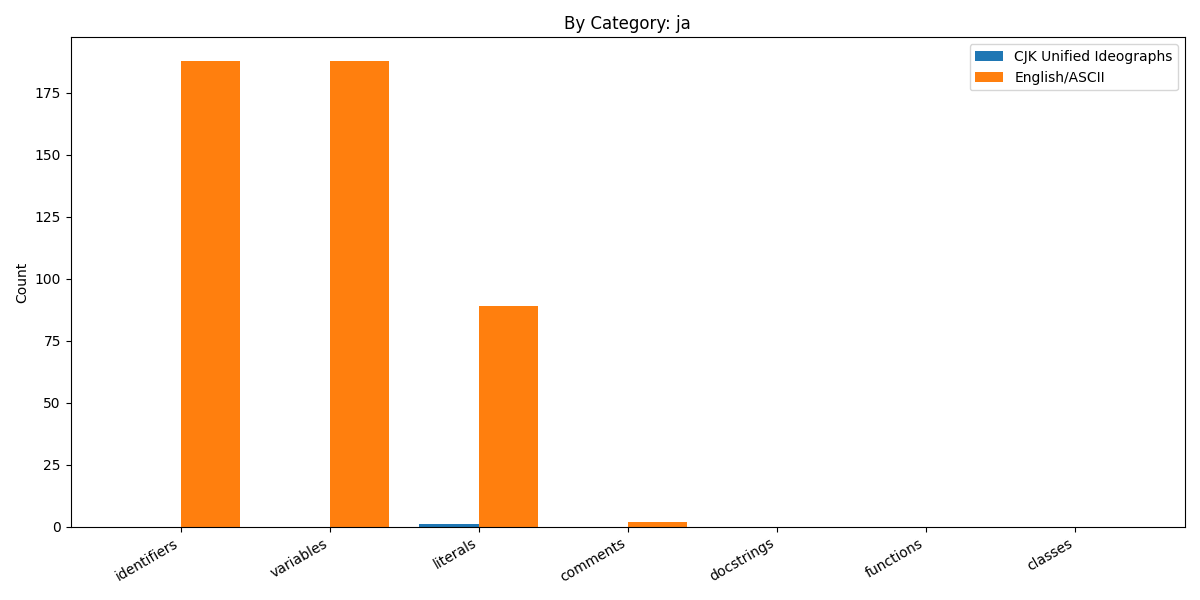 By Category: ja
CJK Unified Ideographs
English/ASCII
Count
175
150
125
100
75
50
25
0
identifiers
variables
literals
comments
docstrings
functions
classes